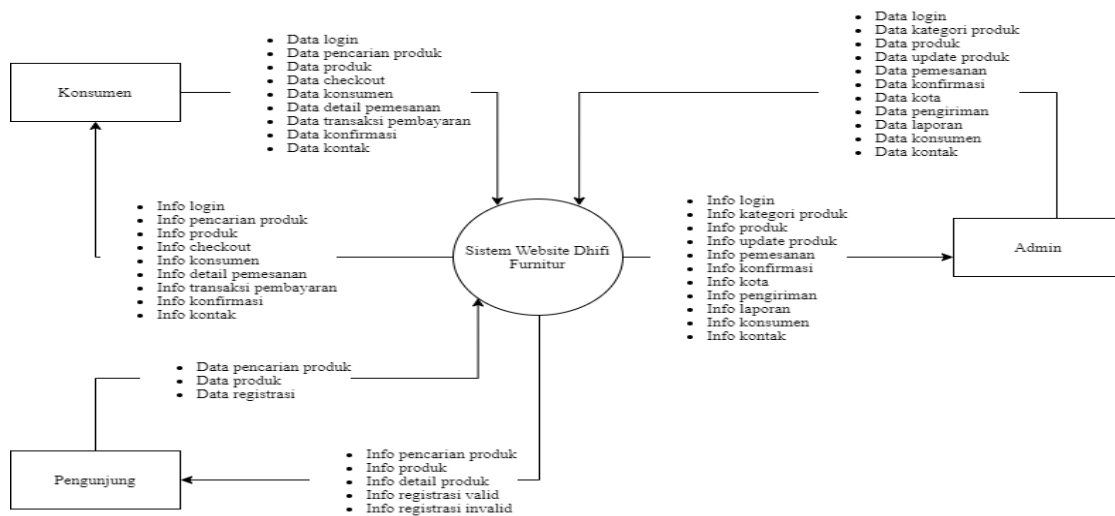 Konsumen
Data login
Data pencarian produk
Data produk
Data checkout
Data konsumen
Data detail pemesanan
Data transaksi pembayaran
Data konfirmasi
Data kontak
Data login
Data kategori produk
Data produk
Data update produk
Data pemesanan
Data konfirmasi
Data kota
Data pengiriman
Data laporan
Data konsumen
Data kontak
Info login
Info pencarian produk
Info produk
Info checkout
Info konsumen
Info detail pemesanan
Info transaksi pembayaran
Info konfirmasi
Info kontak
Sistem Website Dhifi
Furnitur
Info login
Info kategori produk
Info produk
Info update produk
Info pemesanan
Info konfirmasi
Info kota
Info pengiriman
Info laporan
Info konsumen
Info kontak
Admin
Data pencarian produk
Data produk
Data registrasi
Pengunjung
Info pencarian produk
Info produk
Info detail produk
Info registrasi valid
Info registrasi invalid